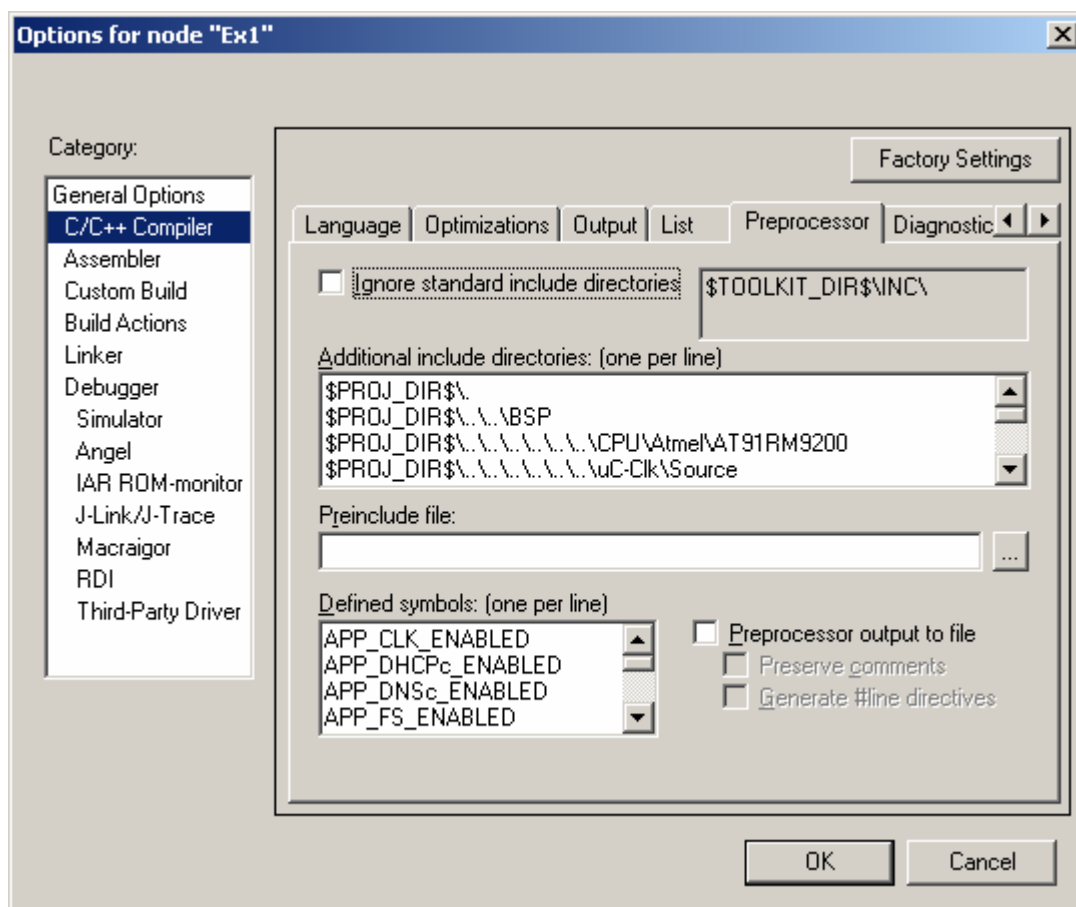 Options for node "Ex1"
Category:
General Options
C/C++ Compiler
Assembler
Custom Build
Build Actions
Linker
Debugger
Simulator
Angel
IAR ROM-monitor
J-Link/J-Trace
Macraigor
RDI
Third-Party Driver
Factory Settings
Language Optimizations Output List Preprocessor Diagnostic
Ignore standard include directories
$TOOLKIT_DIR$\INC\
Additional include directories: (one per line)
$PROJ_DIR$\.
$PROJ_DIR$\..\..\BSP
$PROJ_DIR$\..\..\..\..\..\..\CPU\Atmel\AT91RM9200
$PROJ_DIR$\..\..\..\..\..\..\uC-Clk\Source
Preinclude file:
...
Defined symbols: (one per line)
APP_CLK_ENABLED
APP_DHCPc_ENABLED
APP_DNSc_ENABLED
APP_FS_ENABLED
Preprocessor output to file
Preserve comments
Generate #line directives
OK Cancel